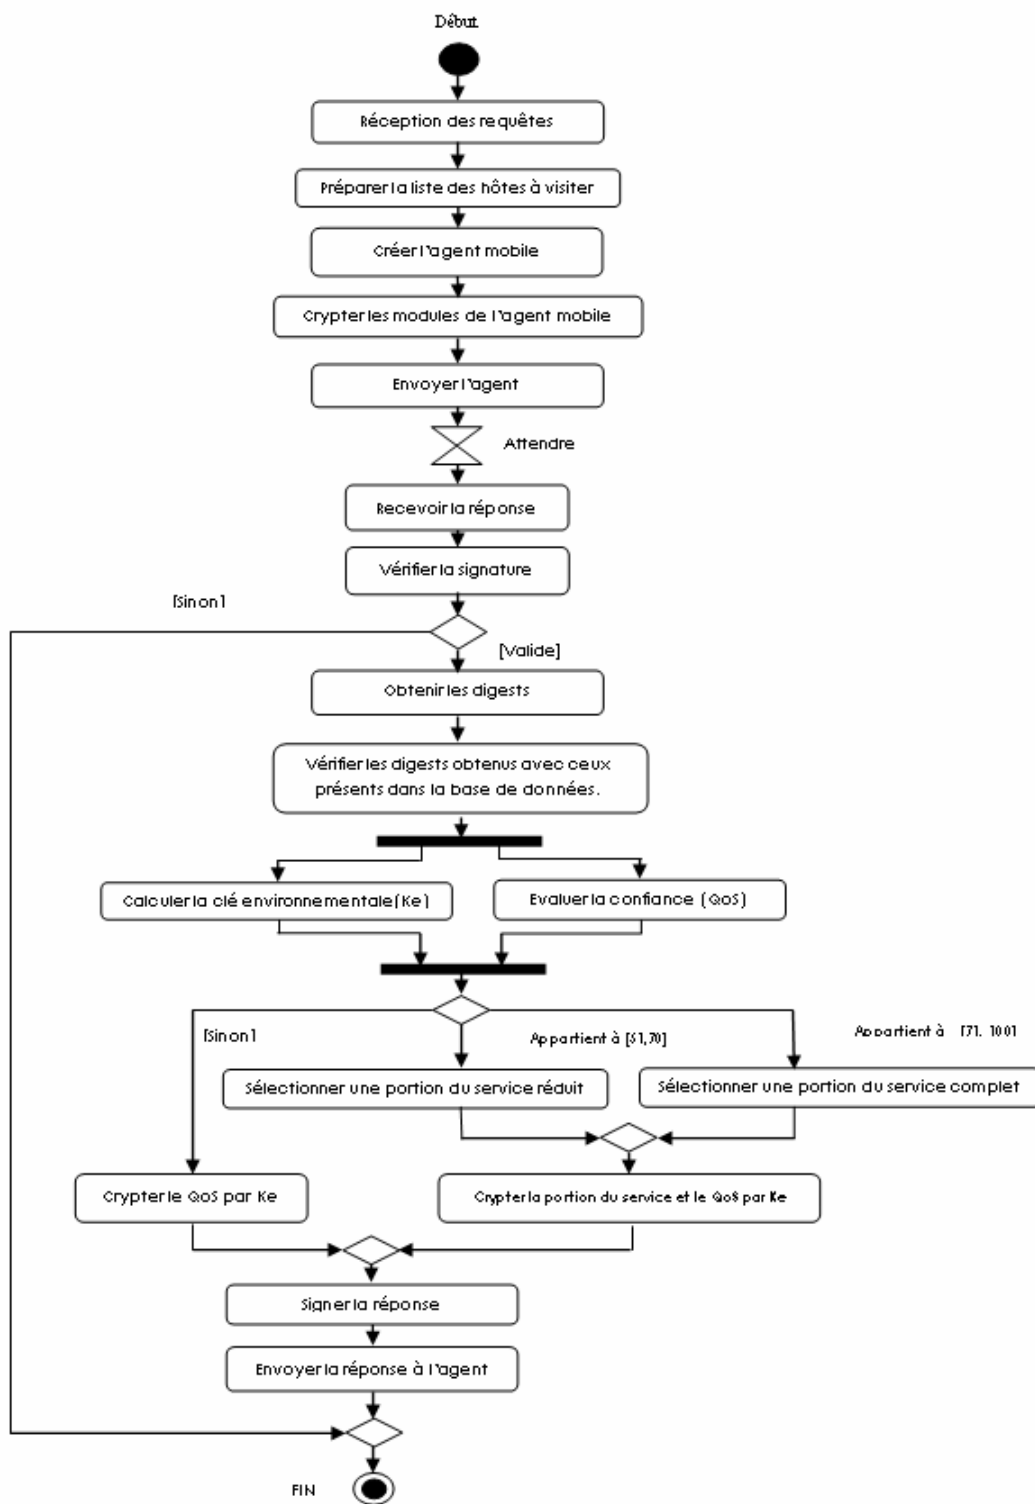 Début
Réception des requêtes
Préparer la liste des hôtes à visiter
Créer l'agent mobile
Crypter les modules de l'agent mobile
Envoyer l'agent
Attendre
Recevoir la réponse
Vérifier la signature
[Sinon]
[Valide]
Obtenir les digests
Vérifier les digests obtenus avec ceux
présents dans la base de données.
Calculer la clé environnementale(Ke)
Evaluer la confiance (QoS)
[Sinon]
Appartient à [51,70]
Appartient à [71, 100]
Sélectionner une portion du service réduit
Sélectionner une portion du service complet
Crypter le QoS par Ke
Crypter la portion du service et le QoS par Ke
Signer la réponse
Envoyer la réponse à l'agent
FIN